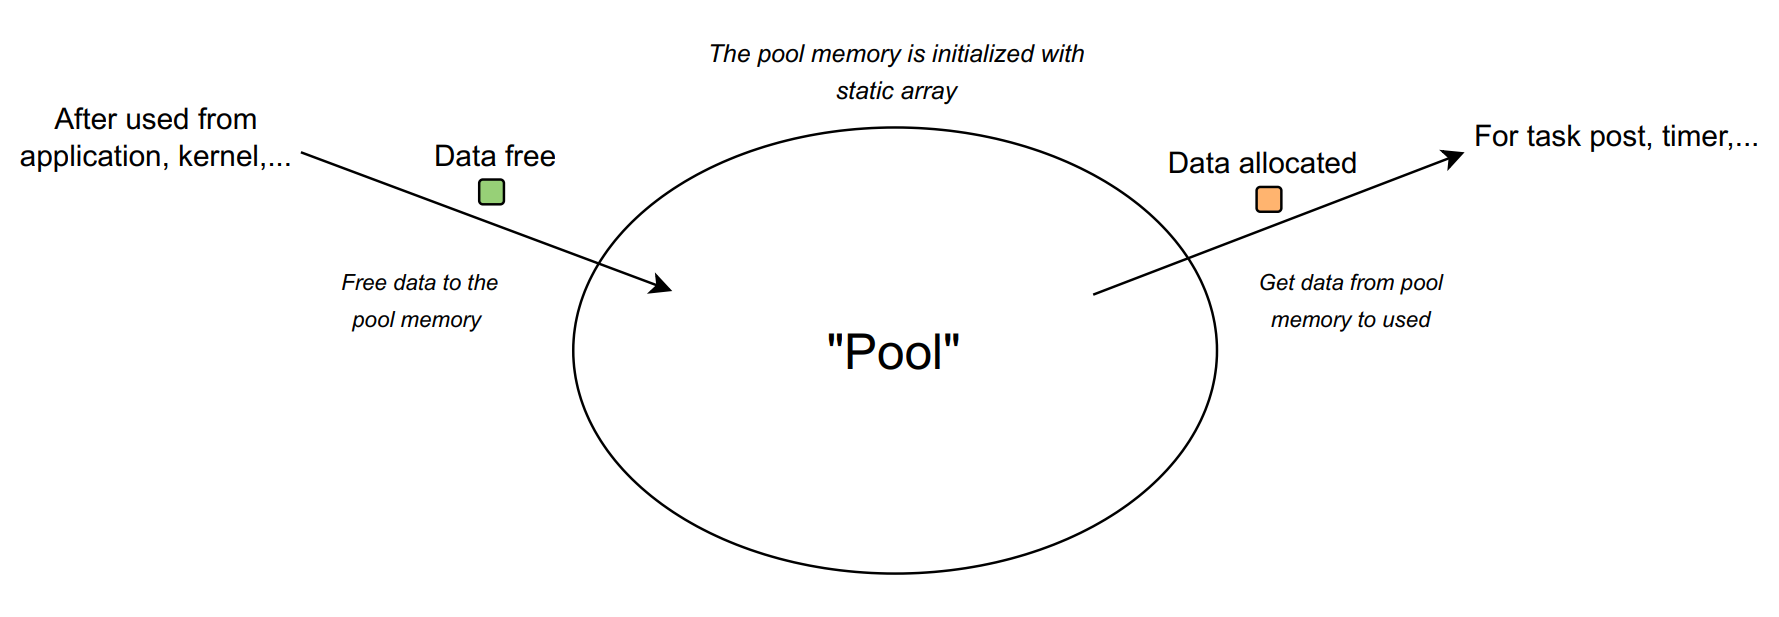 The pool memory is initialized with
static array
After used from
application, kernel,...
Data free
Data allocated
For task post, timer,...
Free data to the
pool memory
Get data from pool
memory to used
"Pool"